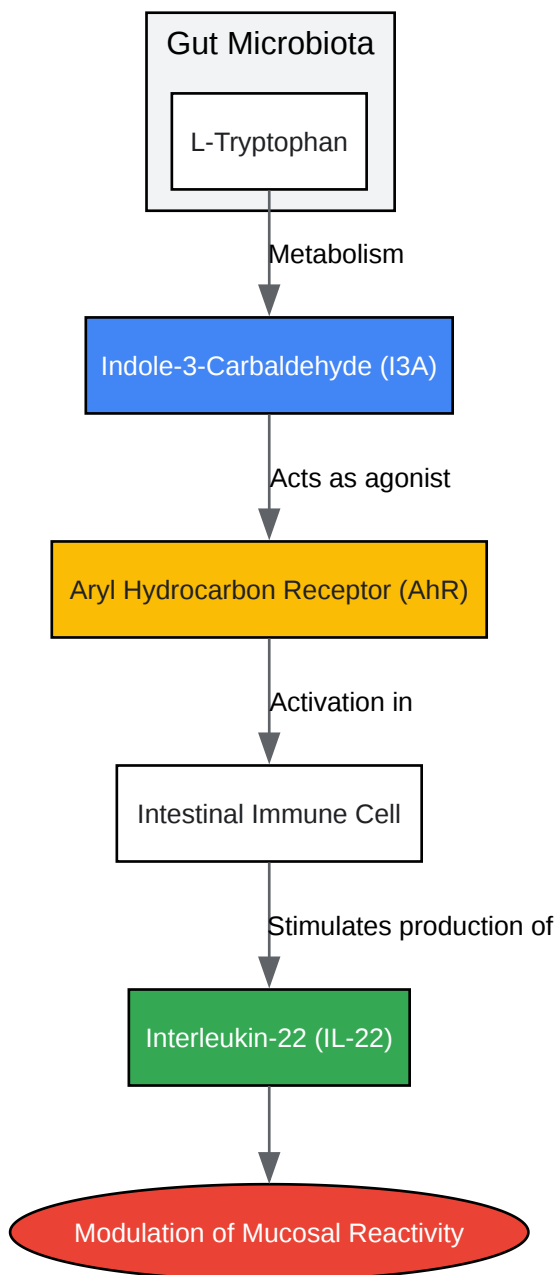 Gut Microbiota
L-Tryptophan
Metabolism
Indole-3-Carbaldehyde (I3A)
Acts as agonist
Aryl Hydrocarbon Receptor (AhR)
Activation in
Intestinal Immune Cell
Stimulates production of
Interleukin-22 (IL-22)
Modulation of Mucosal Reactivity